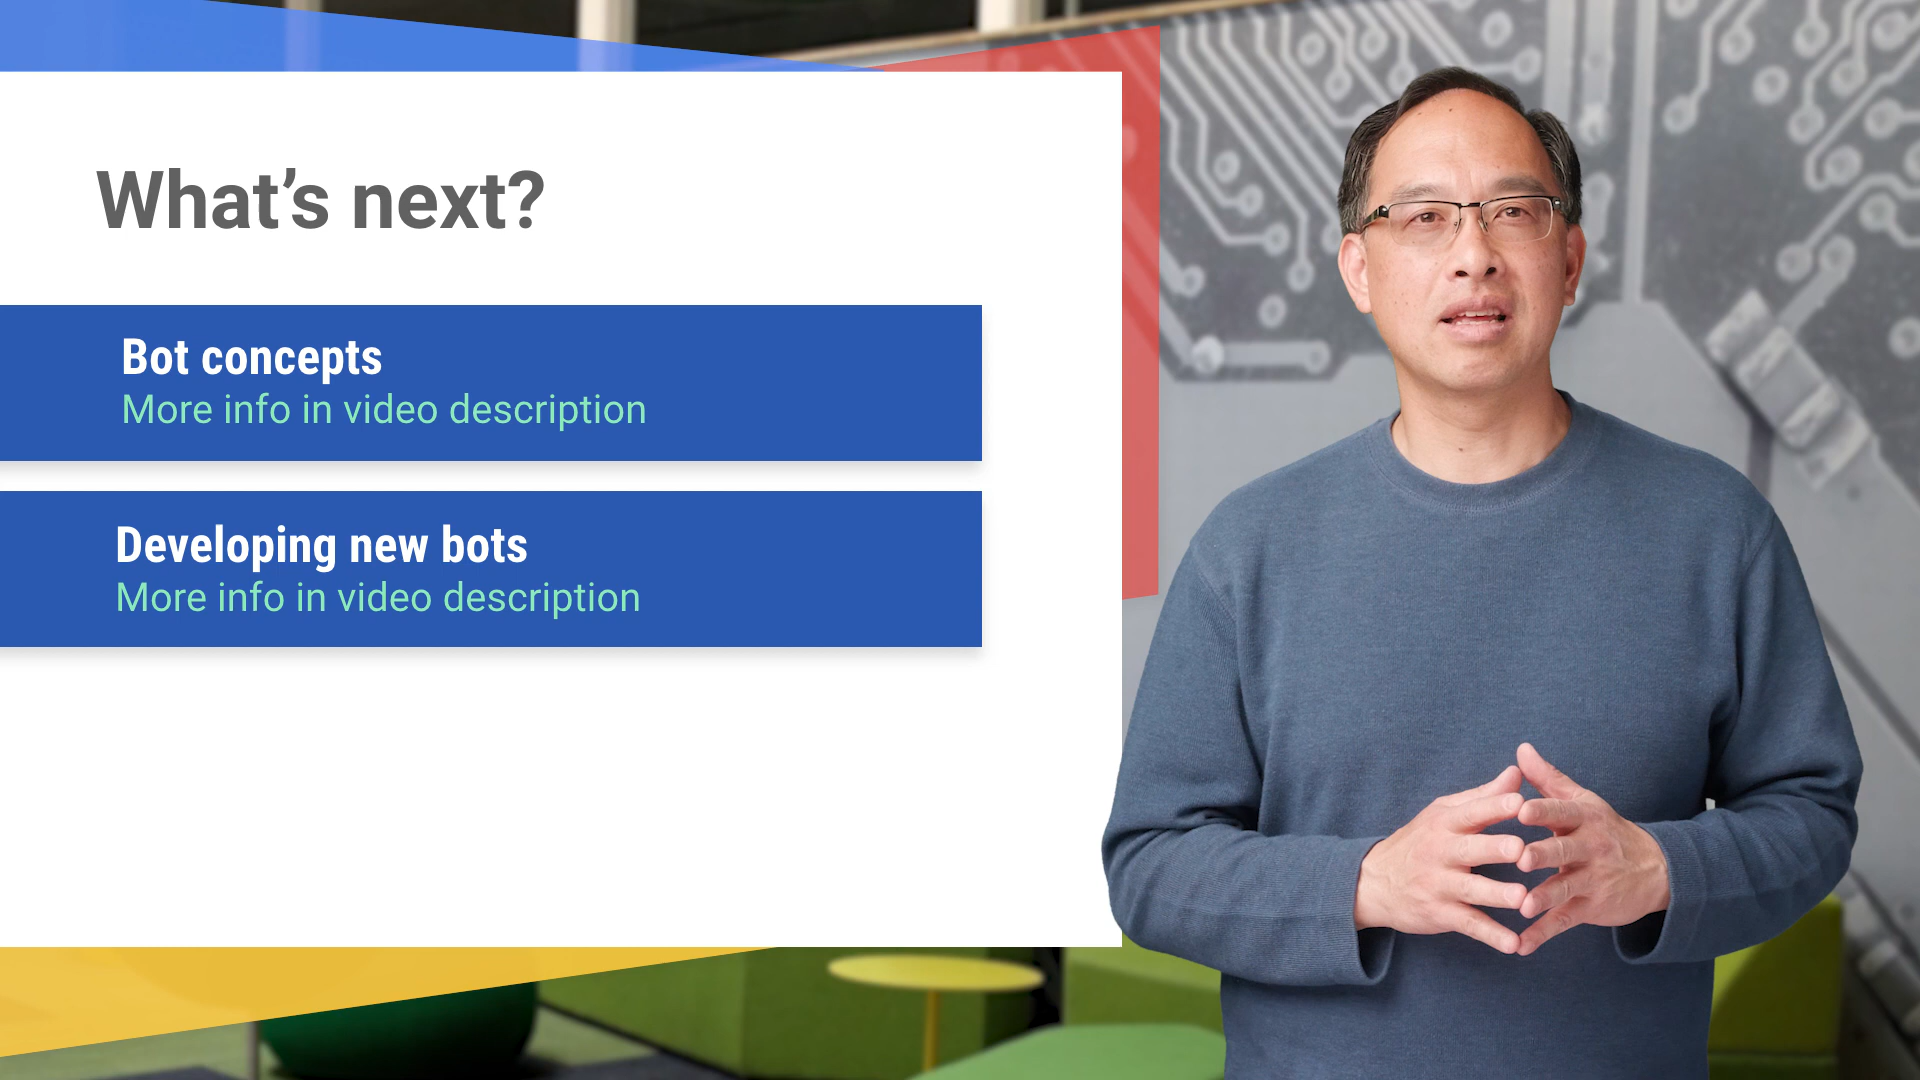 What’s next?
Bot concepts
More info in video description
Developing new bots
More info in video description